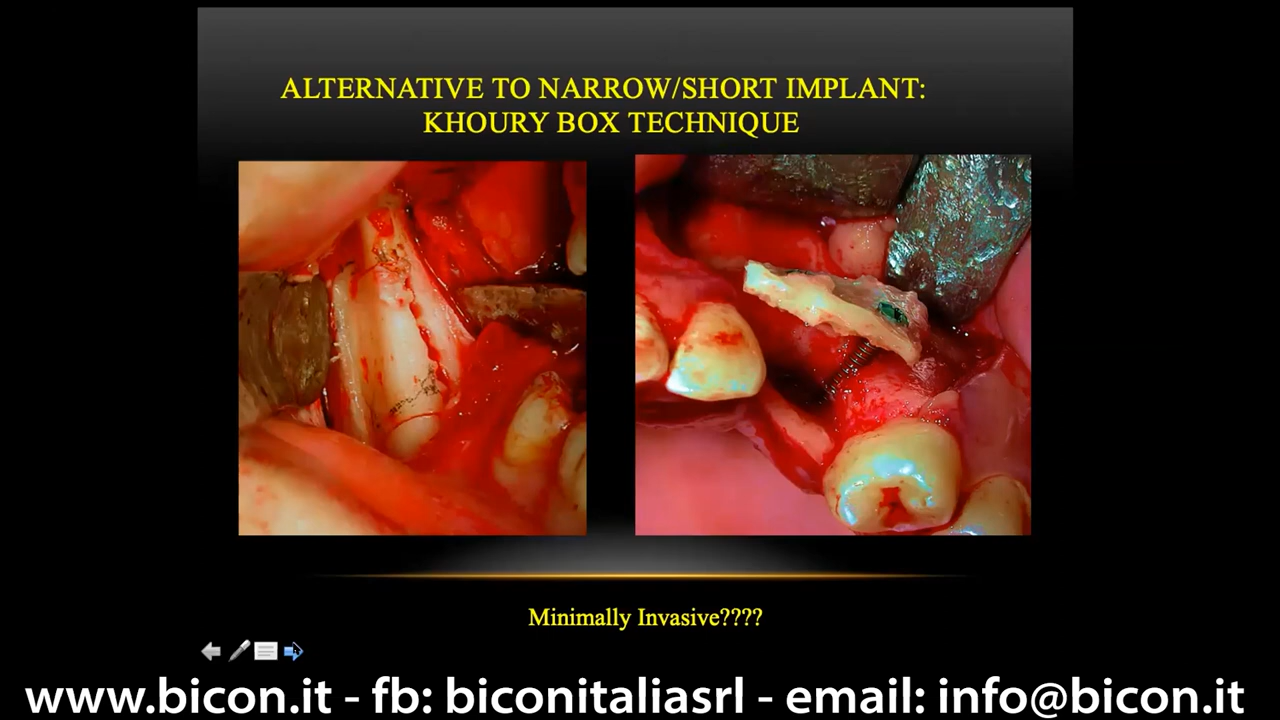 ALTERNATIVE TO NARROW/SHORT IMPLANT:
KHOURY BOX TECHNIQUE
Minimally Invasive????
www.bicon.it - fb: biconitaliasrl - email: info@bicon.it